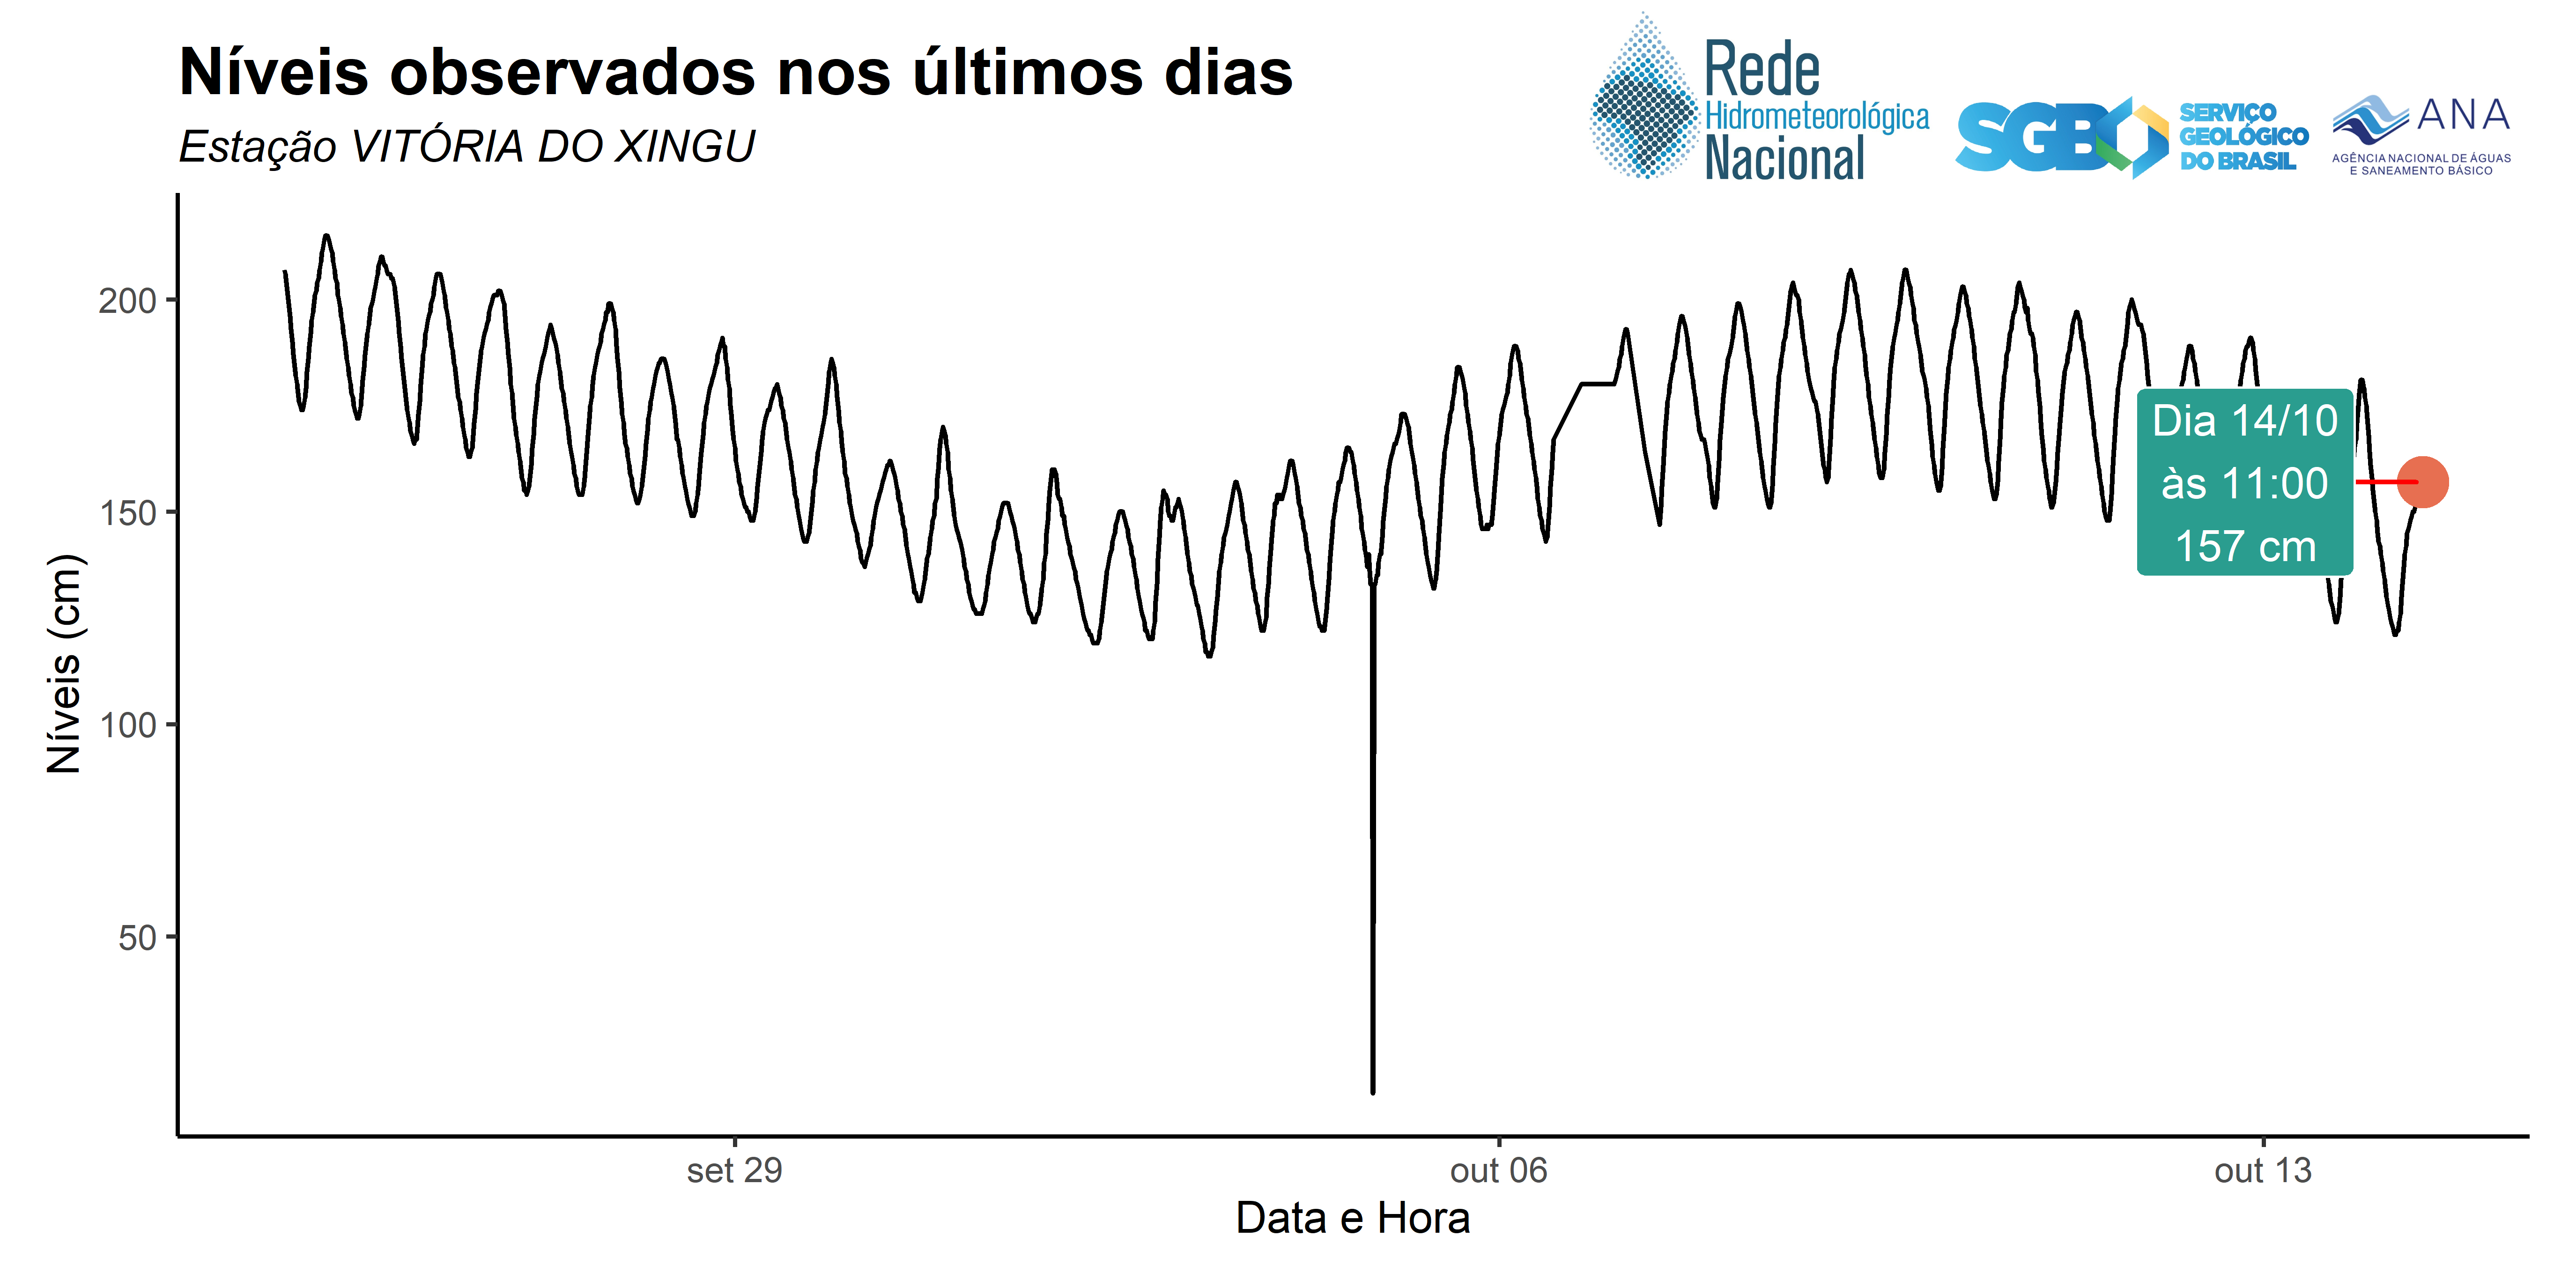 Níveis observados nos últimos dias
Estação VITÓRIA DO XINGU
Rede
Hidrometeorológica
Nacional
SGB
SERVIÇO
GEOLÓGICO
DO BRASIL
ANA
AGÊNCIA NACIONAL DE ÁGUAS
E SANEAMENTO BÁSICO
Níveis (cm)
200
150
100
50
Dia 14/10
às 11:00
157 cm
set 29
out 06
out 13
Data e Hora